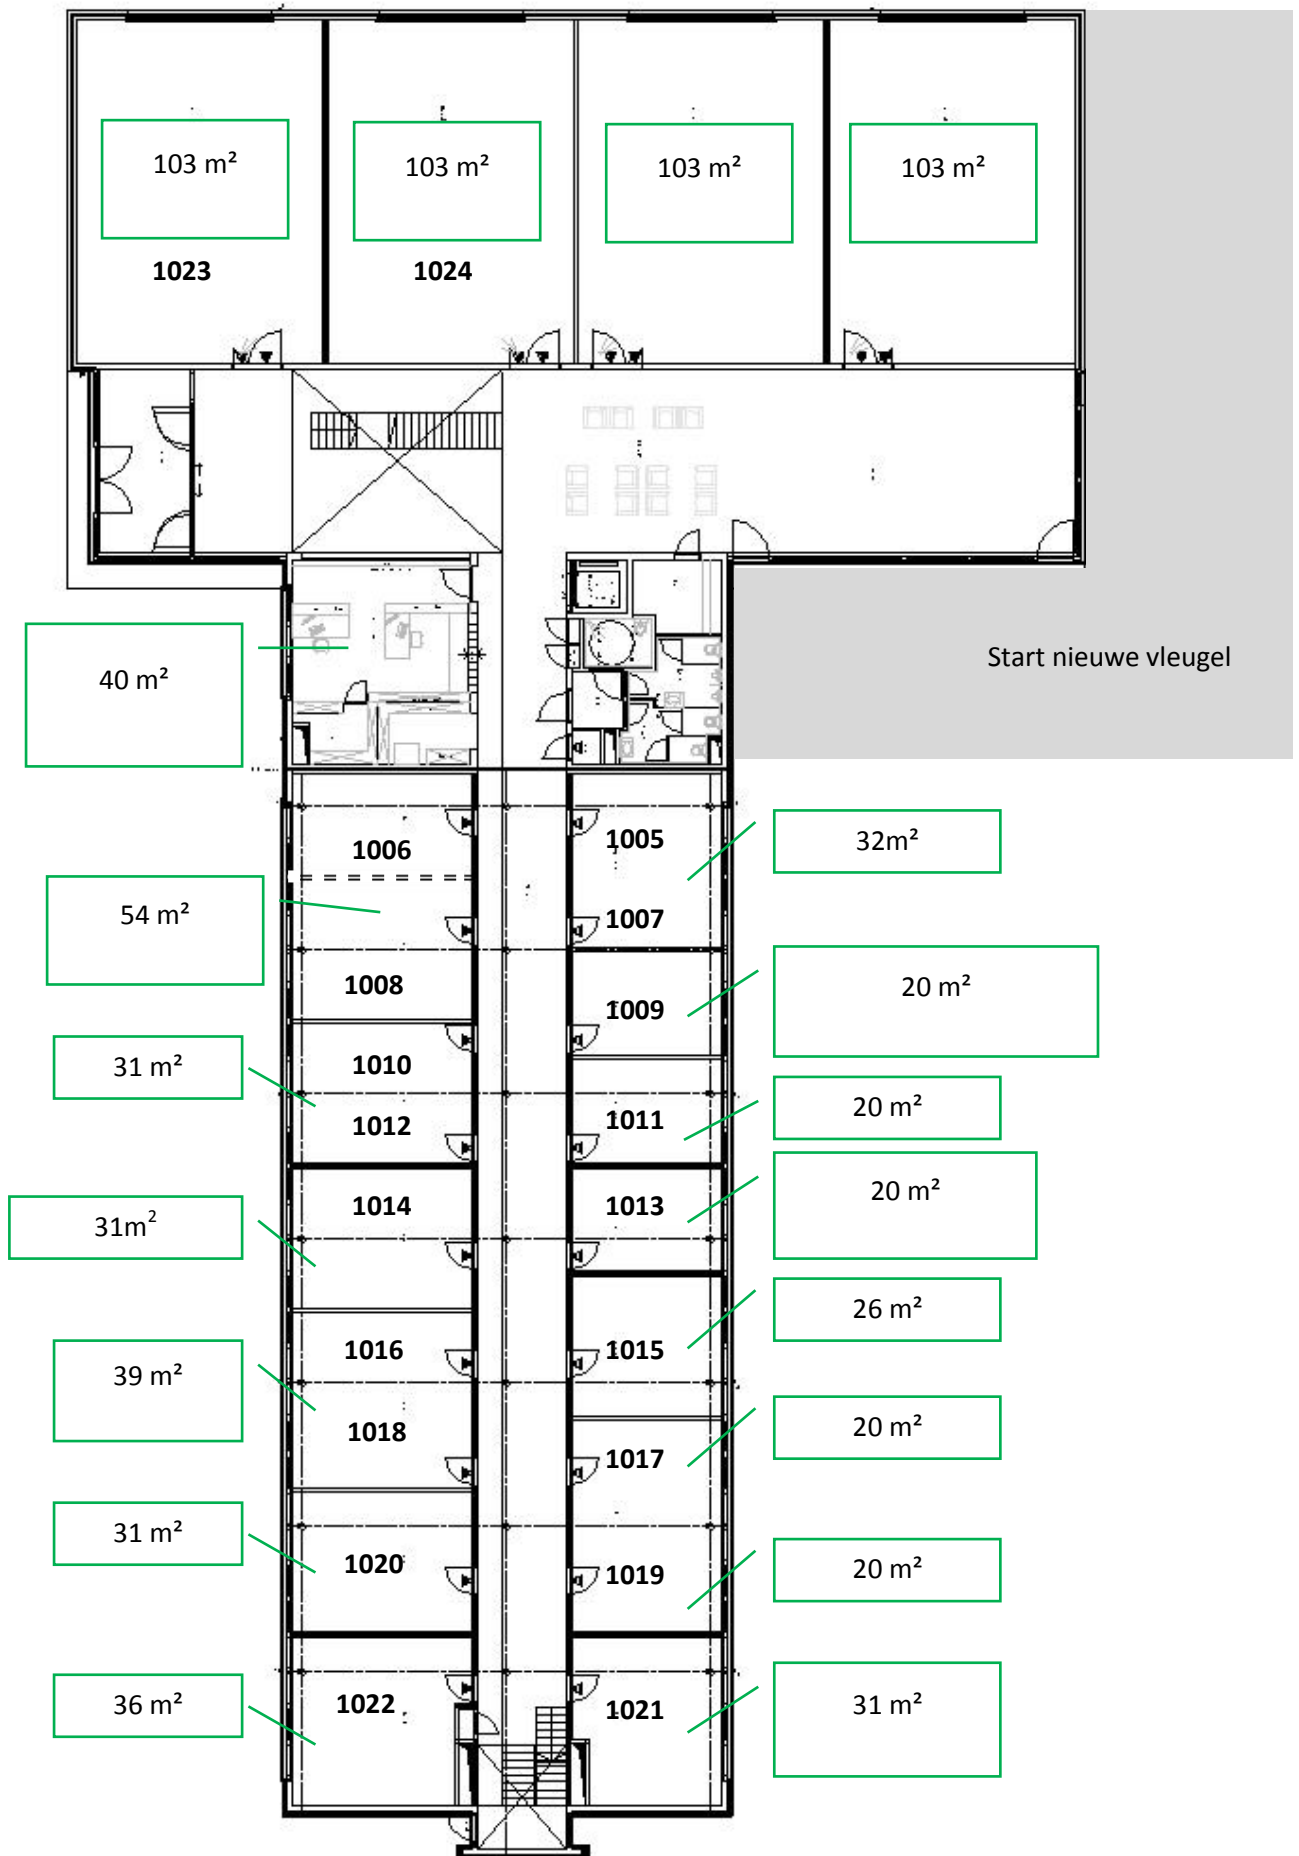 103 m²
103 m²
103 m²
103 m²
1023
1024
40 m²
Start nieuwe vleugel
1006
1005
32m²
54 m²
1007
1008
1009
20 m²
31 m²
1010
1012
1011
20 m²
1014
1013
20 m²
31m²
26 m²
1016
1015
39 m²
1018
1017
20 m²
31 m²
1020
1019
20 m²
36 m²
1022
1021
31 m²